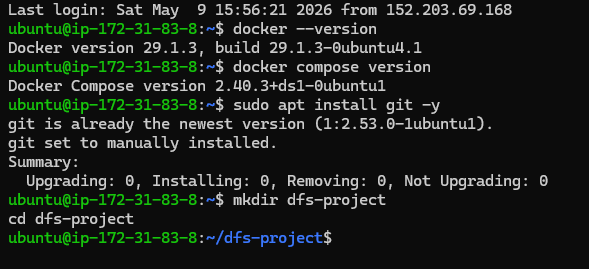 Last login: Sat May  9 15:56:21 2026 from 152.203.69.168
ubuntu@ip-172-31-83-8:~$ docker --version
Docker version 29.1.3, build 29.1.3-0ubuntu4.1
ubuntu@ip-172-31-83-8:~$ docker compose version
Docker Compose version 2.40.3+ds1-0ubuntu1
ubuntu@ip-172-31-83-8:~$ sudo apt install git -y
git is already the newest version (1:2.53.0-1ubuntu1).
git set to manually installed.
Summary:
  Upgrading: 0, Installing: 0, Removing: 0, Not Upgrading: 0
ubuntu@ip-172-31-83-8:~$ mkdir dfs-project
cd dfs-project
ubuntu@ip-172-31-83-8:~/dfs-project$